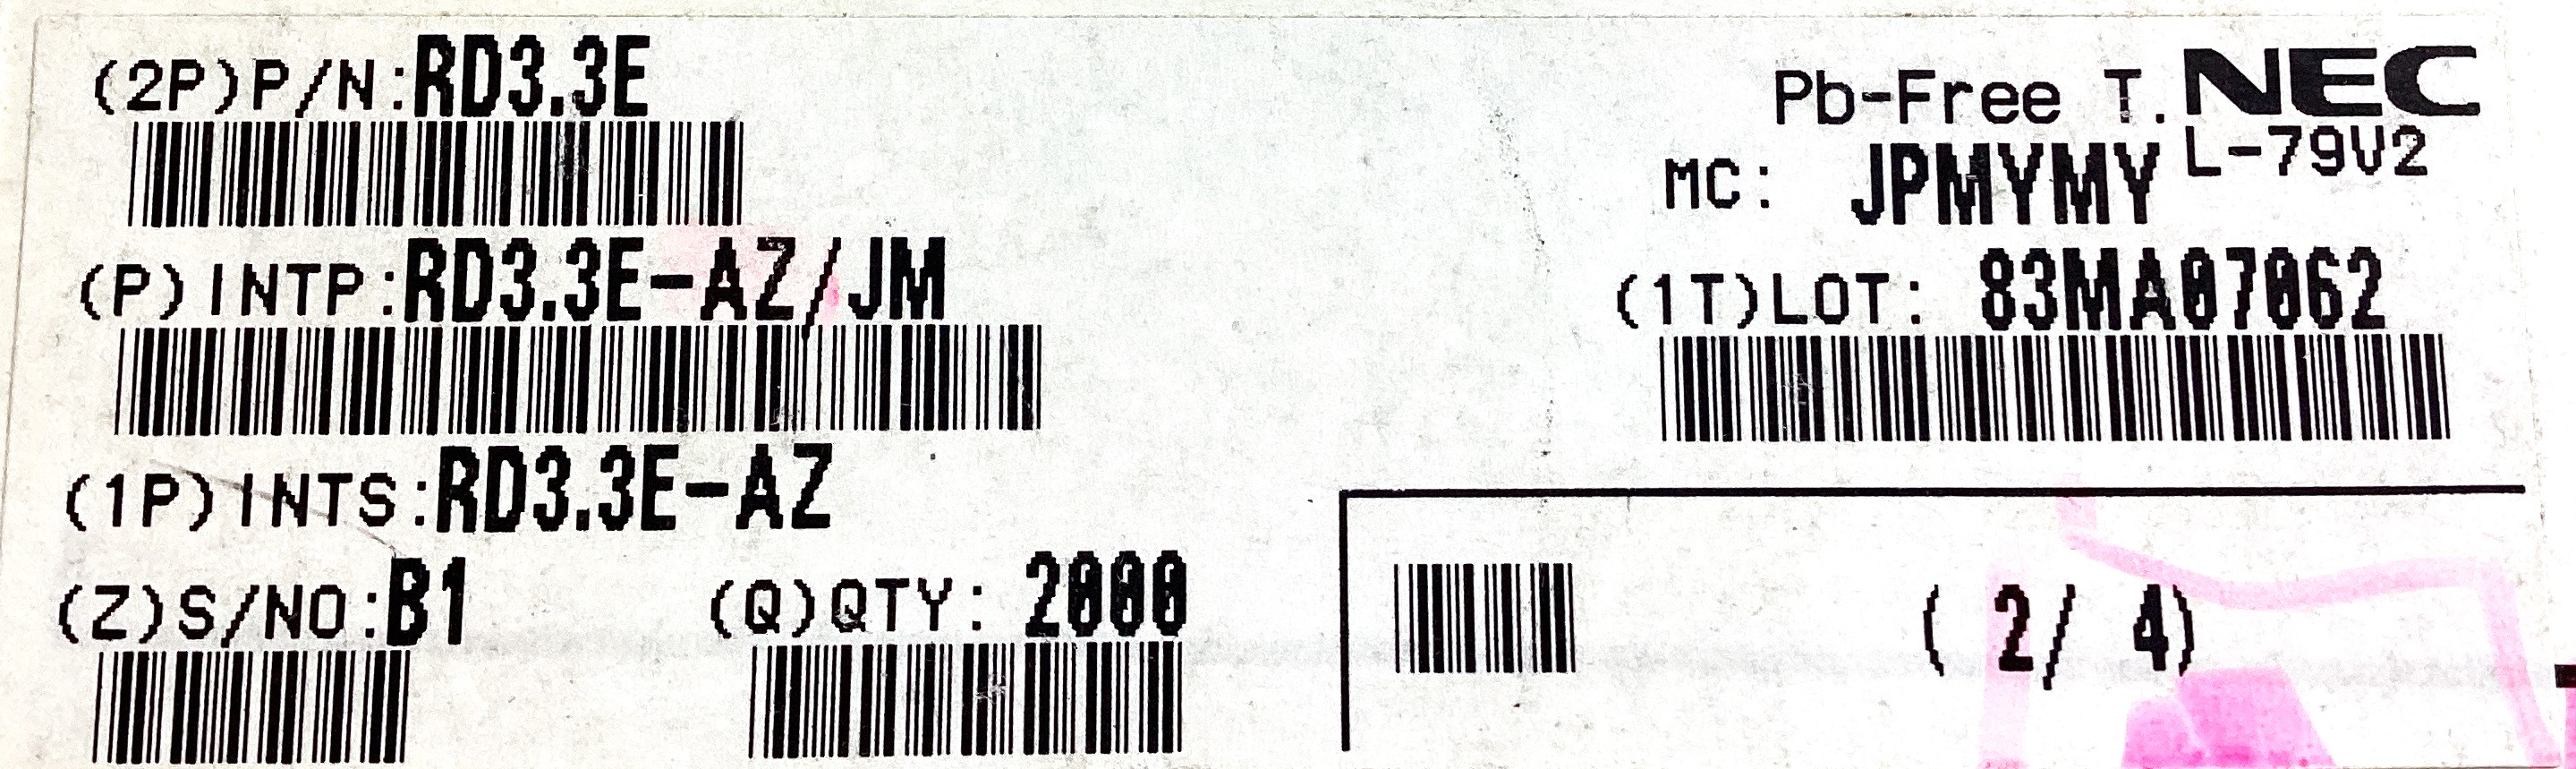 (2P)P/N:RD3.3E
Pb-Free T. NEC
L-79V2
MC: JPMYMY
(P)INTP:RD3.3E-AZ/JM
(1T)LOT: 83MA07062
(1P)INTS:RD3.3E-AZ
(Z)S/NO:B1
(Q)QTY: 2000
( 2/ 4)